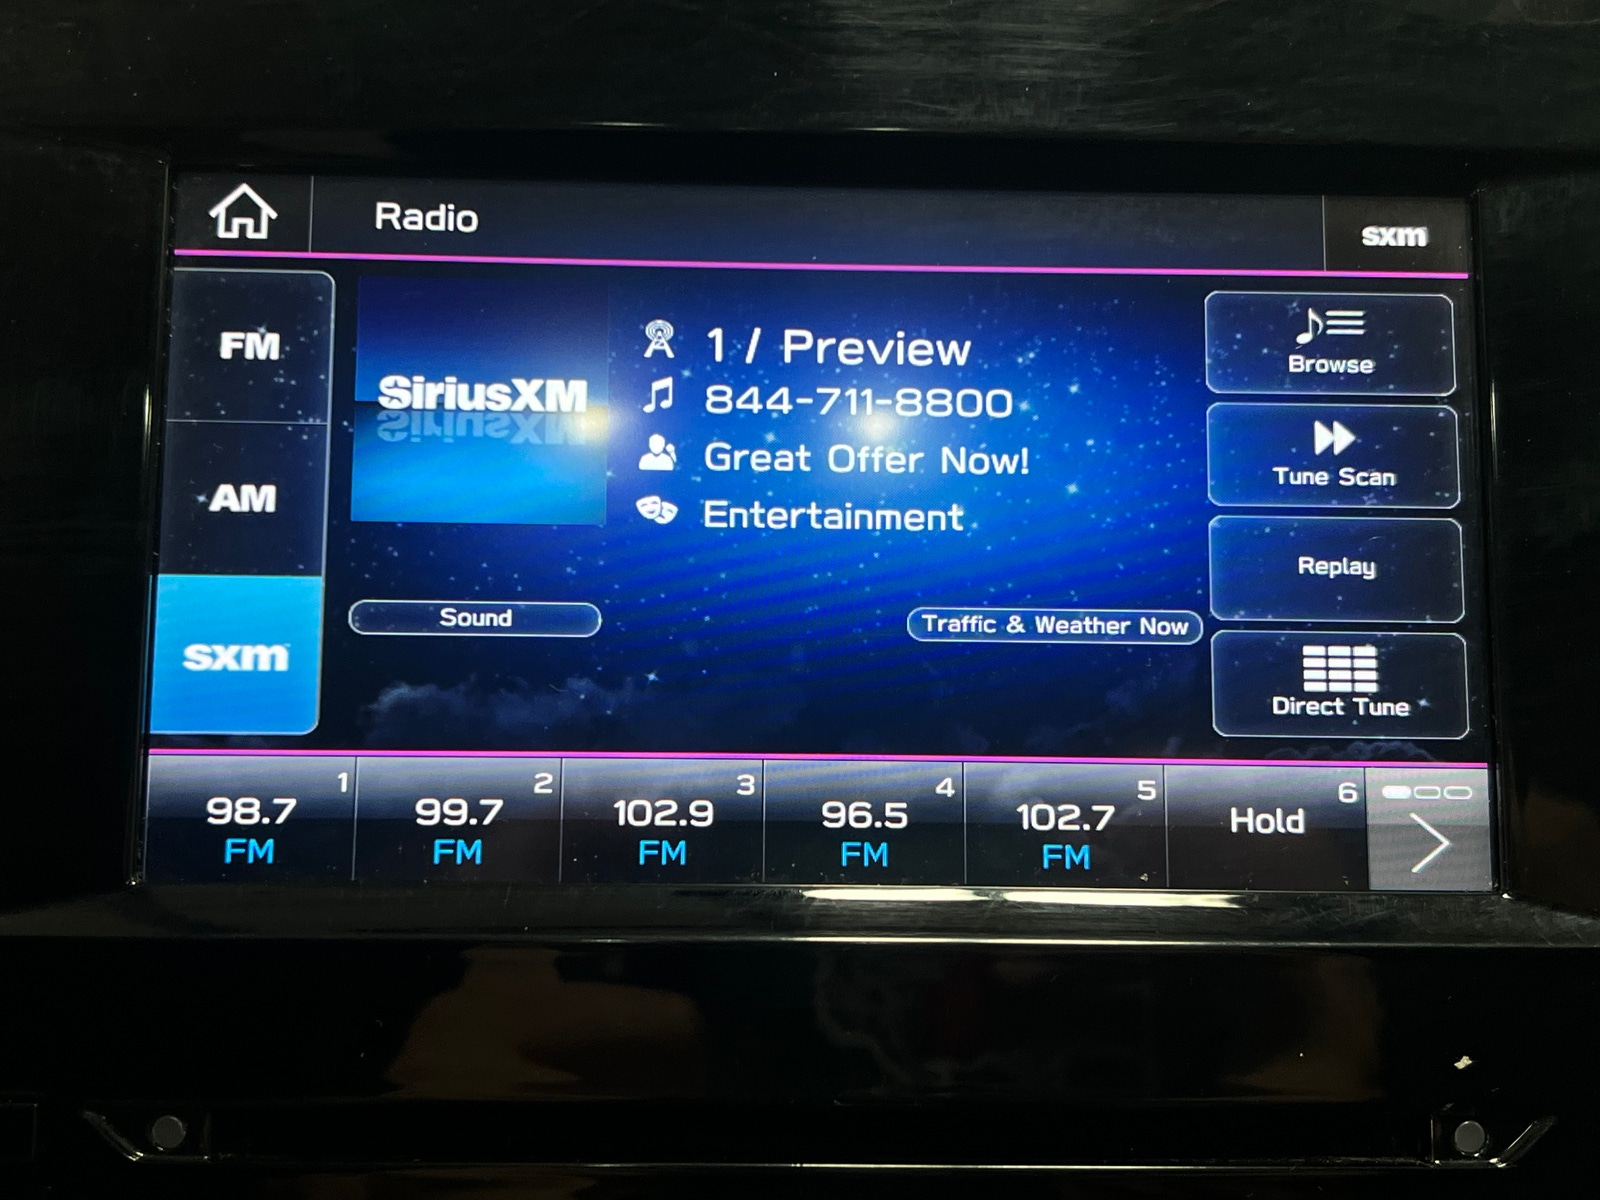 Radio
sxm
FM
AM
sxm
SiriusXM
1 / Preview
844-711-8800
Great Offer Now!
Entertainment
Sound
Traffic & Weather Now
Browse
Tune Scan
Replay
Direct Tune
1
98.7
FM
2
99.7
FM
3
102.9
FM
4
96.5
FM
5
102.7
FM
6
Hold